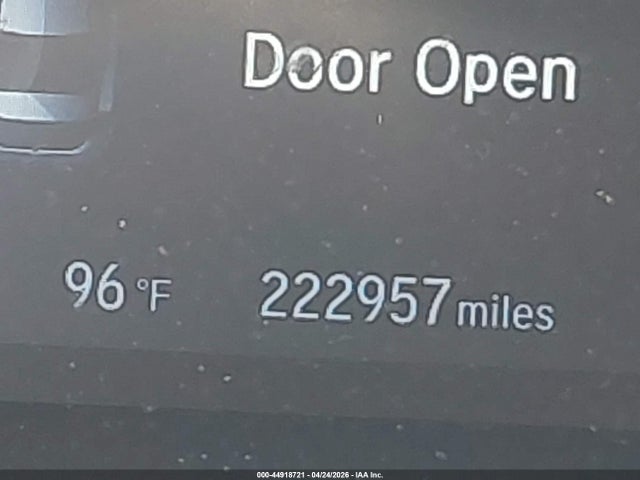 Door Open
96 °F 222957 miles
000-44918721 - 04/24/2026 - IAA Inc.